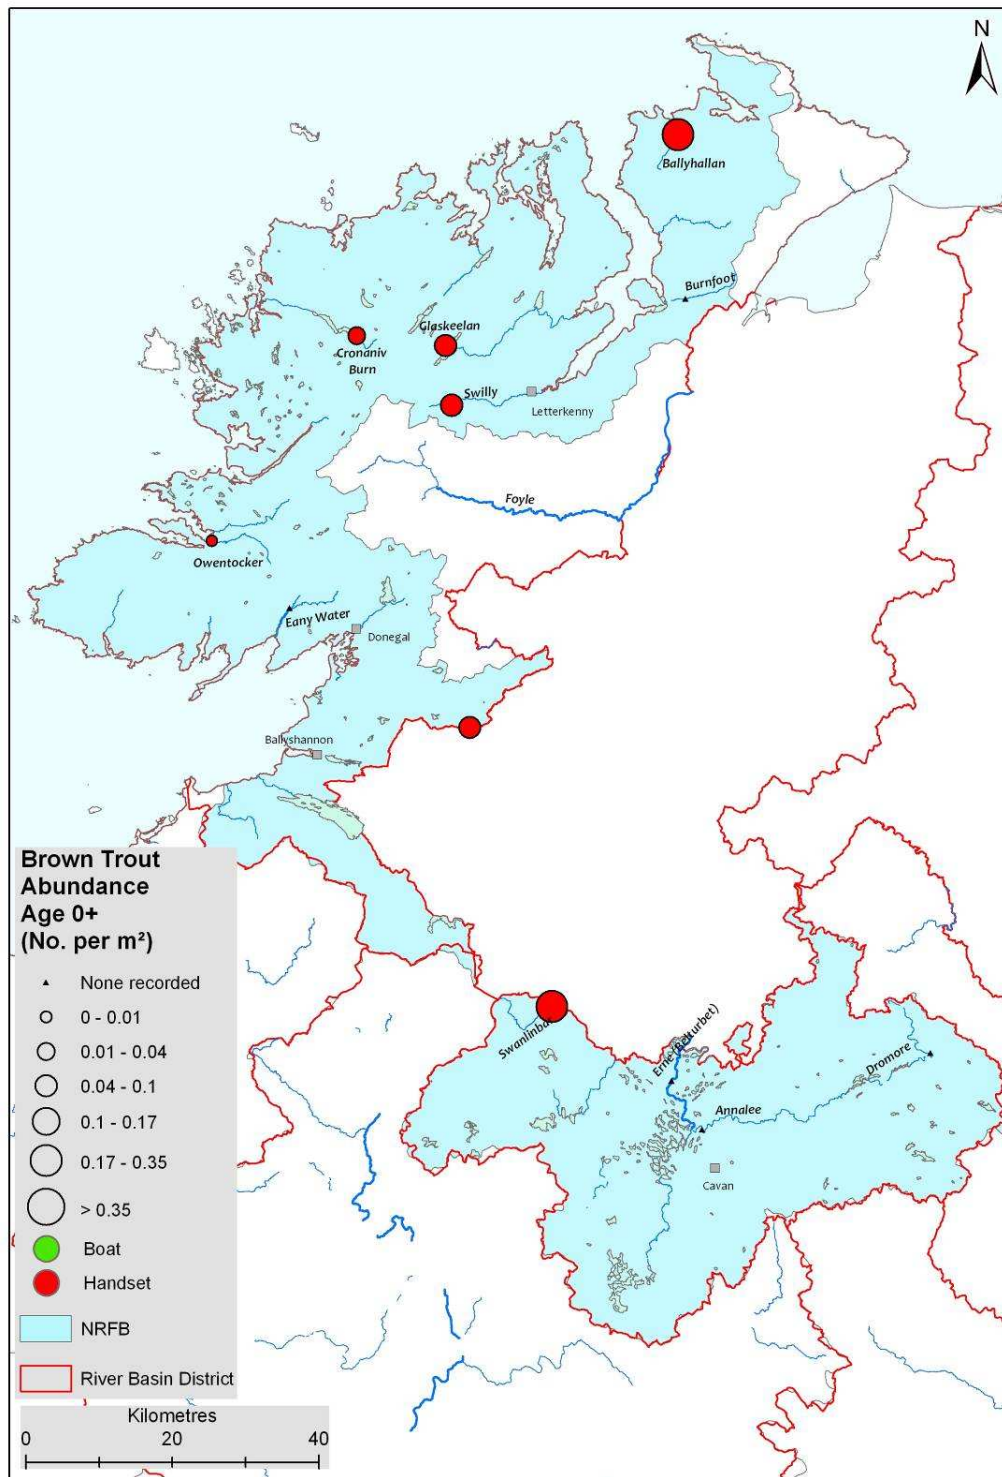 N
Ballyhallan
Burnfoot
Glaskeelan
Cronaniv
Burn
Swilly
Letterkenny
Foyle
Owentocker
Eany Water
Donegal
Ballyshannon
Brown Trout
Abundance
Age 0+
(No. per m²)
None recorded
0 - 0.01
0.01 - 0.04
0.04 - 0.1
0.1 - 0.17
0.17 - 0.35
> 0.35
Boat
Handset
NRFB
River Basin District
Swanlinbar
Erne (Belturbet)
Dromore
Annalee
Cavan
Kilometres
0 20 40